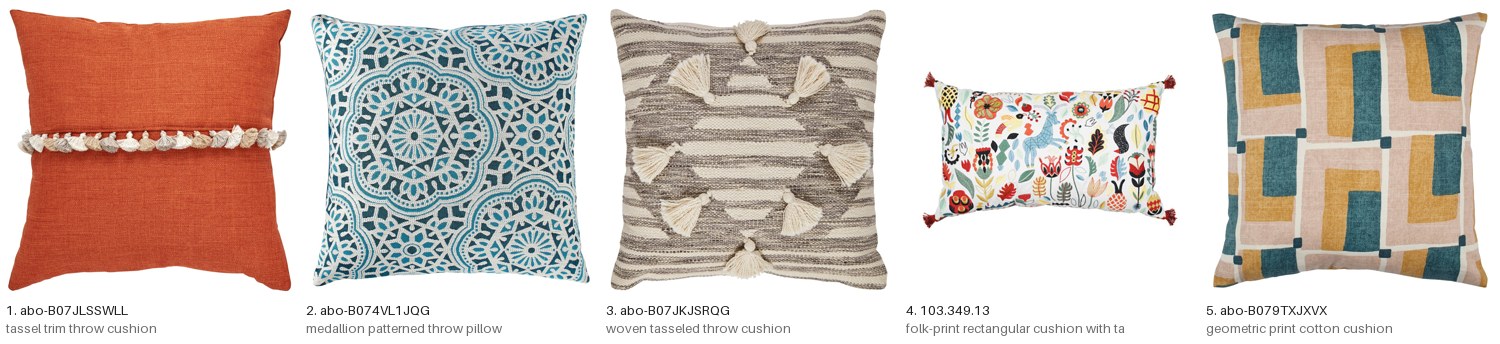 1. abo-B07JLSSWLL
tassel trim throw cushion
2. abo-B074VL1JQG
medallion patterned throw pillow
3. abo-B07JKJSRQG
woven tasseled throw cushion
4. 103.349.13
folk-print rectangular cushion with ta
5. abo-B079TXJXVX
geometric print cotton cushion